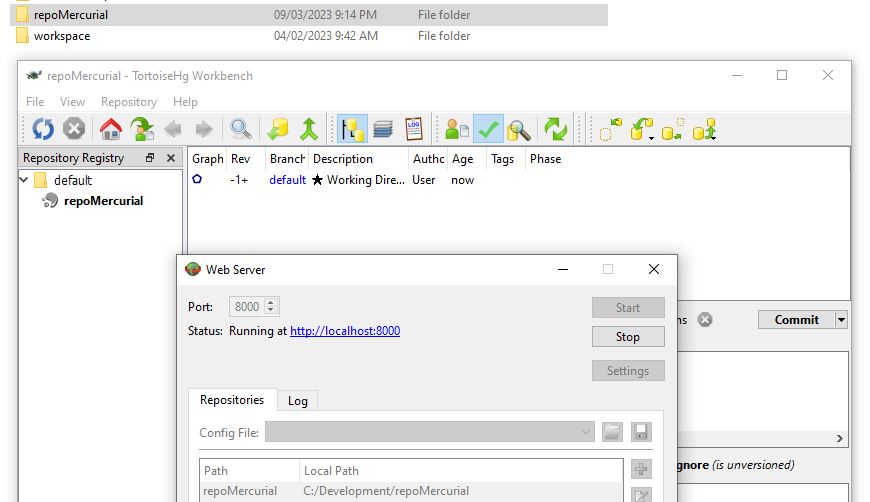 repoMercurial 09/03/2023 9:14 PM File folder
workspace 04/02/2023 9:42 AM File folder
repoMercurial - TortoiseHg Workbench
File View Repository Help
LOG
Repository Registry
Graph Rev Branch Description Authc Age Tags Phase
default
-1+ default ★ Working Dire... User now
repoMercurial
Web Server
Port: 8000 Start
Status: Running at http://localhost:8000 Stop
Commit
Settings
Repositories Log
Config File:
gnore (is unversioned)
Path Local Path
repoMercurial C:/Development/repoMercurial